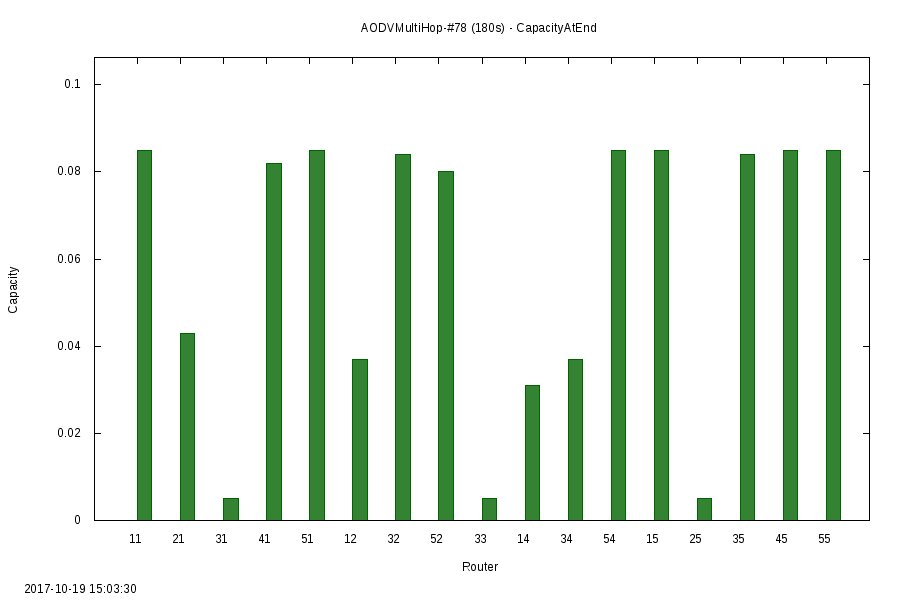 AODVMultiHop-#78 (180s) - CapacityAtEnd
0.1
0.08
0.06
0.04
0.02
0
Capacity
11 21 31 41 51 12 32 52 33 14 34 54 15 25 35 45 55
Router
2017-10-19 15:03:30